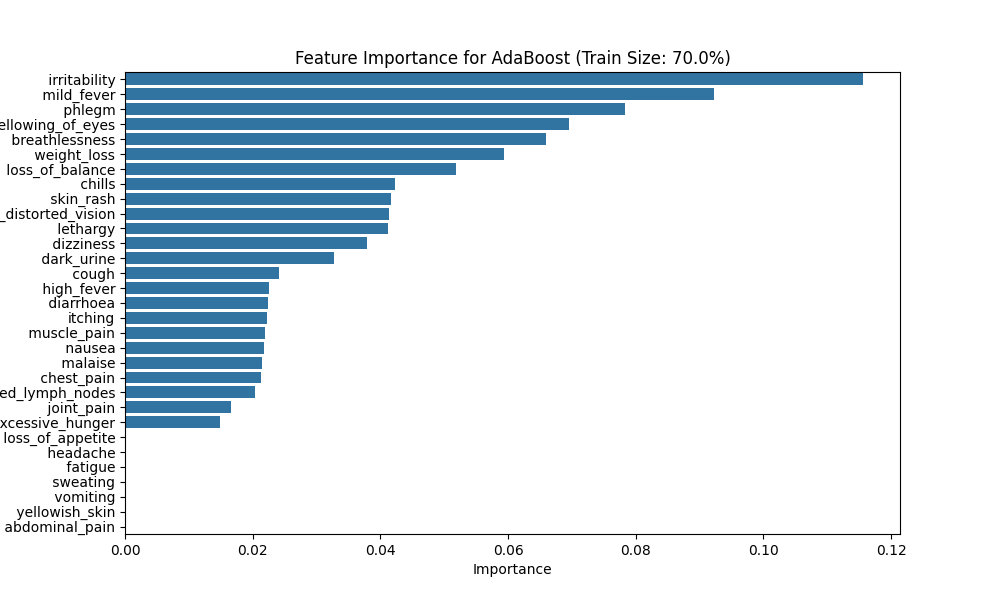 Feature Importance for AdaBoost (Train Size: 70.0%)
irritability
mild_fever
phlegm
ellowing_of_eyes
breathlessness
weight_loss
loss_of_balance
chills
skin_rash
_distorted_vision
lethargy
dizziness
dark_urine
cough
high_fever
diarrhoea
itching
muscle_pain
nausea
malaise
chest_pain
ed_lymph_nodes
joint_pain
xcessive_hunger
loss_of_appetite
headache
fatigue
sweating
vomiting
yellowish_skin
abdominal_pain
0.00 0.02 0.04 0.06 0.08 0.10 0.12
Importance